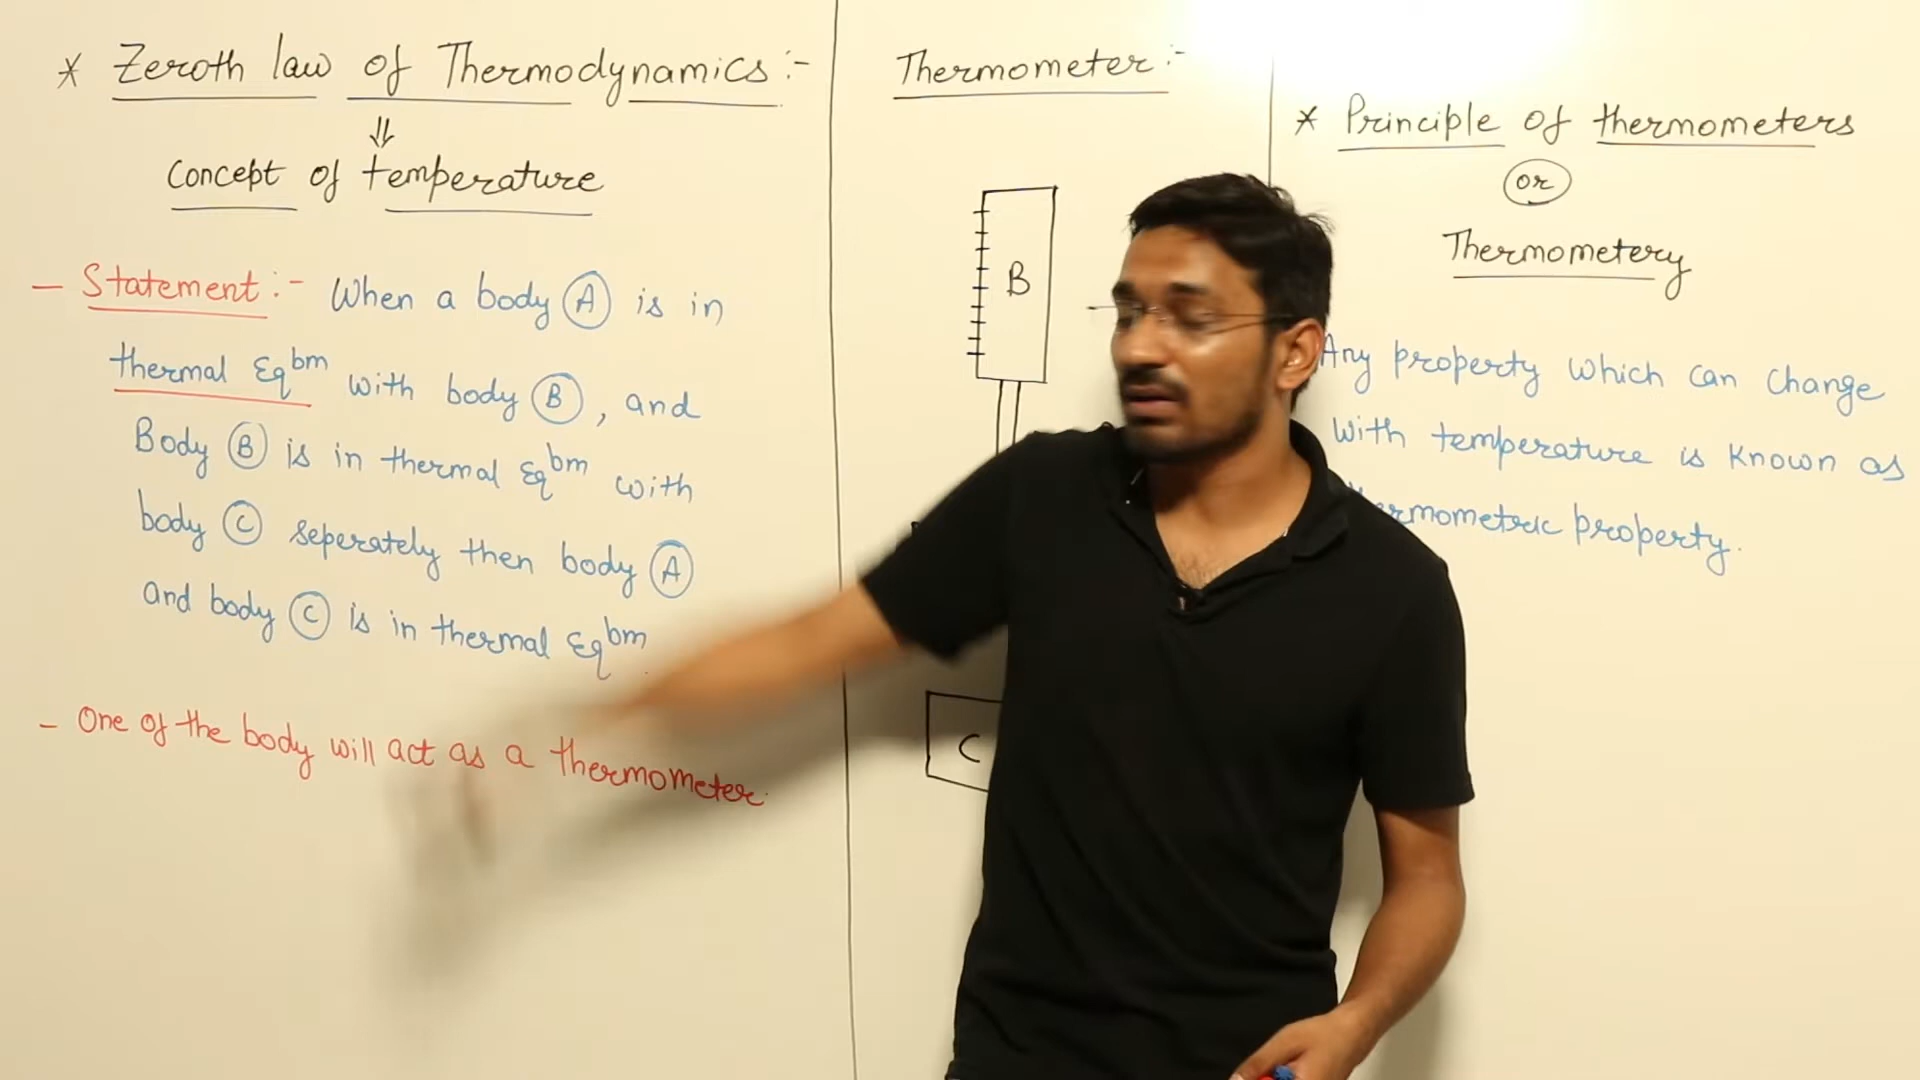 * Zeroth law of Thermodynamics :-
⇓
Concept of temperature
- Statement :- When a body A is in
thermal Eqbm with body B, and
Body B is in thermal Eqbm with
body C seperately then body A
and body C is in thermal Eqbm.
- One of the body will act as a thermometer.
Thermometer :-
B
C
* Principle of thermometers
or
Thermometery
Any property which can change
with temperature is known as
property.